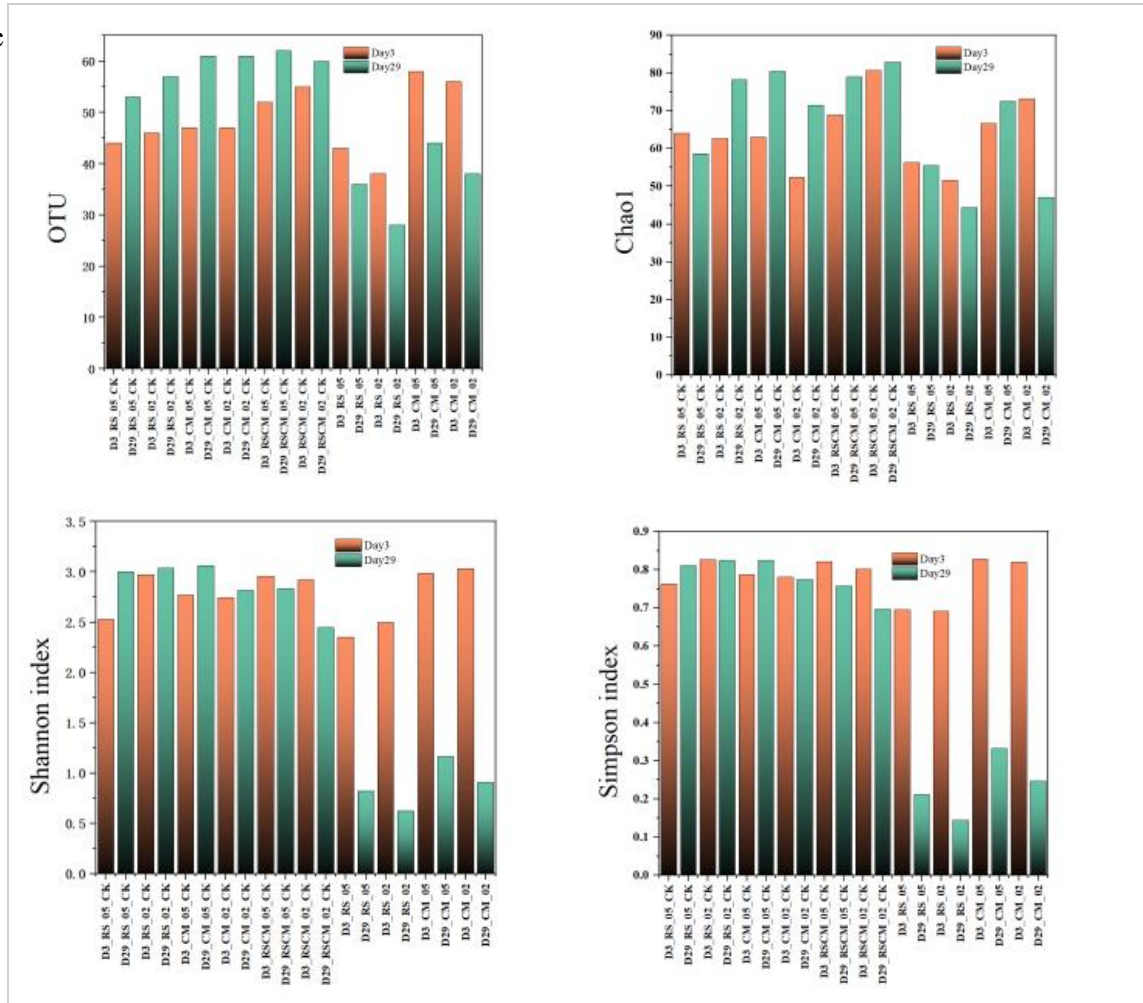 c
OTU
60
50
40
30
20
10
0
Day3
Day29
D3_RS_05_CK
D29_RS_05_CK
D3_RS_02_CK
D29_RS_02_CK
D3_CM_05_CK
D29_CM_05_CK
D3_CM_02_CK
D29_CM_02_CK
D3_RSCM_05_CK
D29_RSCM_05_CK
D3_RSCM_02_CK
D29_RSCM_02_CK
D3_RS_05
D29_RS_05
D3_RS_02
D29_RS_02
D3_CM_05
D29_CM_05
D3_CM_02
D29_CM_02
Chao1
90
80
70
60
50
40
30
20
10
0
Day3
Day29
D3_RS_05_CK
D29_RS_05_CK
D3_RS_02_CK
D29_RS_02_CK
D3_CM_05_CK
D29_CM_05_CK
D3_CM_02_CK
D29_CM_02_CK
D3_RSCM_05_CK
D29_RSCM_05_CK
D3_RSCM_02_CK
D29_RSCM_02_CK
D3_RS_05
D29_RS_05
D3_RS_02
D29_RS_02
D3_CM_05
D29_CM_05
D3_CM_02
D29_CM_02
Shannon index
3.5
3.0
2.5
2.0
1.5
1.0
0.5
0.0
Day3
Day29
D3_RS_05_CK
D29_RS_05_CK
D3_RS_02_CK
D29_RS_02_CK
D3_CM_05_CK
D29_CM_05_CK
D3_CM_02_CK
D29_CM_02_CK
D3_RSCM_05_CK
D29_RSCM_05_CK
D3_RSCM_02_CK
D29_RSCM_02_CK
D3_RS_05
D29_RS_05
D3_RS_02
D29_RS_02
D3_CM_05
D29_CM_05
D3_CM_02
D29_CM_02
Simpson index
0.9
0.8
0.7
0.6
0.5
0.4
0.3
0.2
0.1
0.0
Day3
Day29
D3_RS_05_CK
D29_RS_05_CK
D3_RS_02_CK
D29_RS_02_CK
D3_CM_05_CK
D29_CM_05_CK
D3_CM_02_CK
D29_CM_02_CK
D3_RSCM_05_CK
D29_RSCM_05_CK
D3_RSCM_02_CK
D29_RSCM_02_CK
D3_RS_05
D29_RS_05
D3_RS_02
D29_RS_02
D3_CM_05
D29_CM_05
D3_CM_02
D29_CM_02